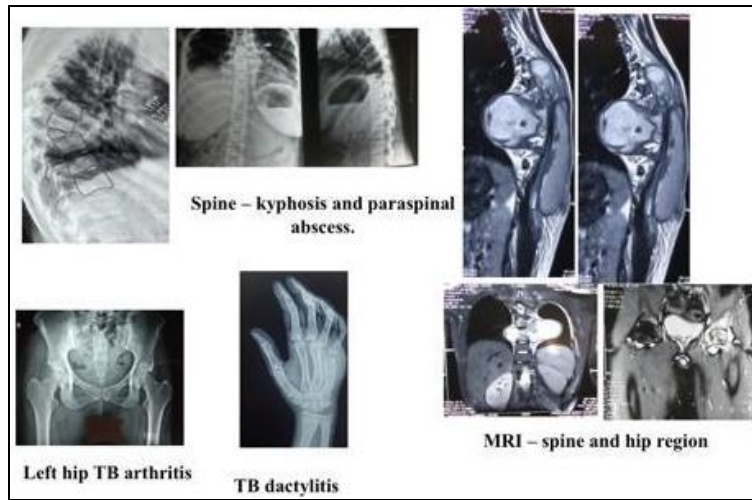 Spine – kyphosis and paraspinal
abscess.
Left hip TB arthritis
TB dactylitis
MRI – spine and hip region